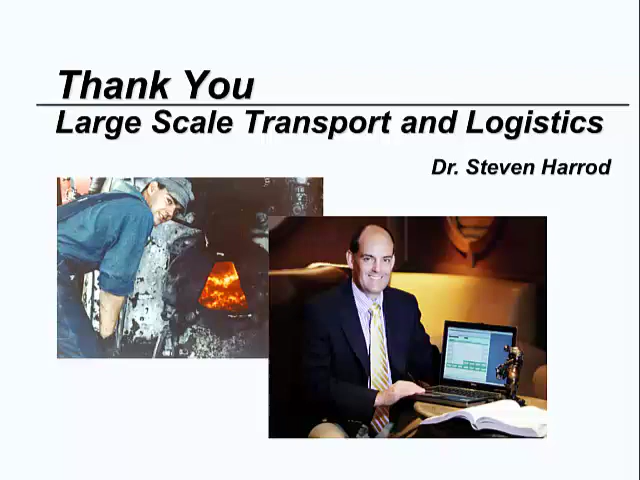 Thank You
Large Scale Transport and Logistics
Dr. Steven Harrod